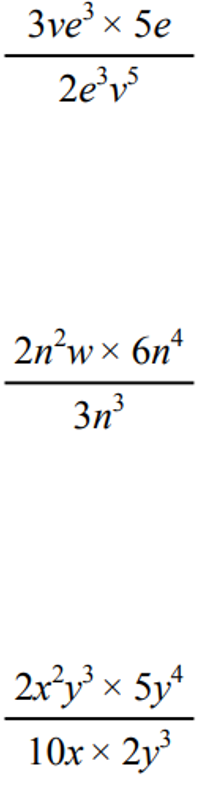 3ve³ × 5e
2e³v⁵
2n²w × 6n⁴
3n³
2x²y³ × 5y⁴
10x × 2y³